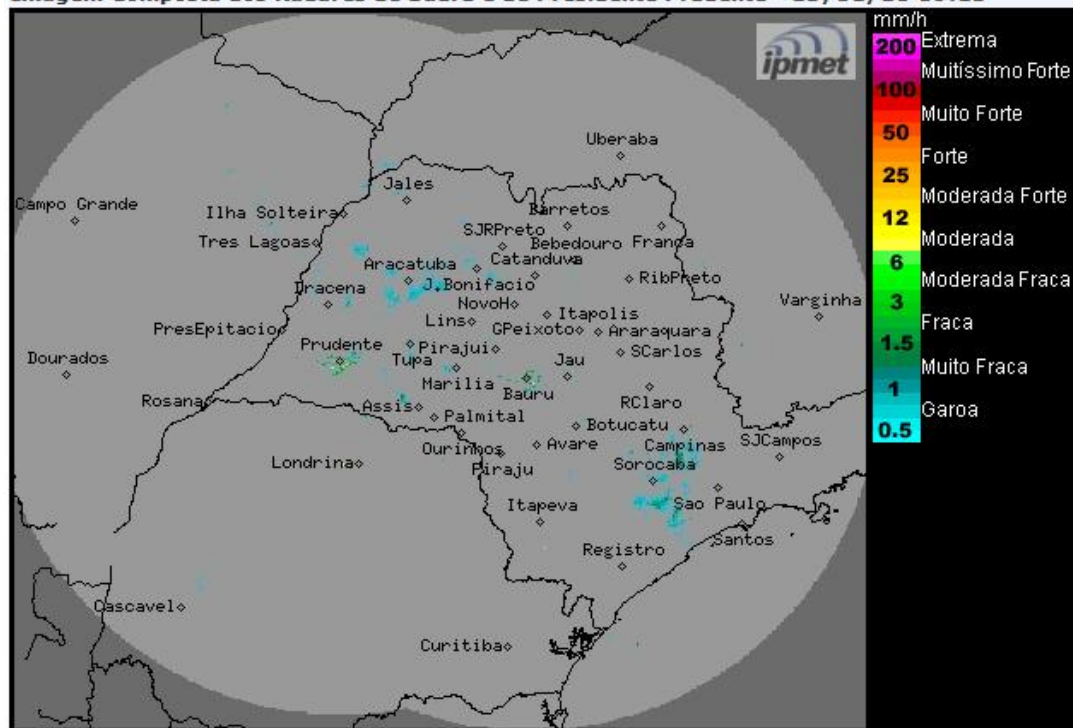 mm/h
ipmet
200 Extrema
Muitíssimo Forte
100
Muito Forte
50
Forte
25
Moderada Forte
12
Moderada
6
Moderada Fraca
3
Fraca
1.5
Muito Fraca
1
Garoa
0.5
Uberaba
Jales
Campo Grande
Ilha Solteira
Barretos
SJRPreto
Tres Lagoas
Bebedouro
Franca
Aracatuba
Catanduva
Dracena
J.Bonifacio
RibPreto
NovoH
Varginha
Itapolis
Lins
PresEpitacio
GPeixoto
Araraquara
Prudente
Pirajui
SCarlos
Dourados
Tupa
Jau
Marilia
Bauru
Rosana
Assis
RClaro
Palmital
Botucatu
Ourinhos
Avare
Campinas
SJCampos
Londrina
Piraju
Sorocaba
Itapeva
Sao Paulo
Santos
Registro
Cascavel
Curitiba